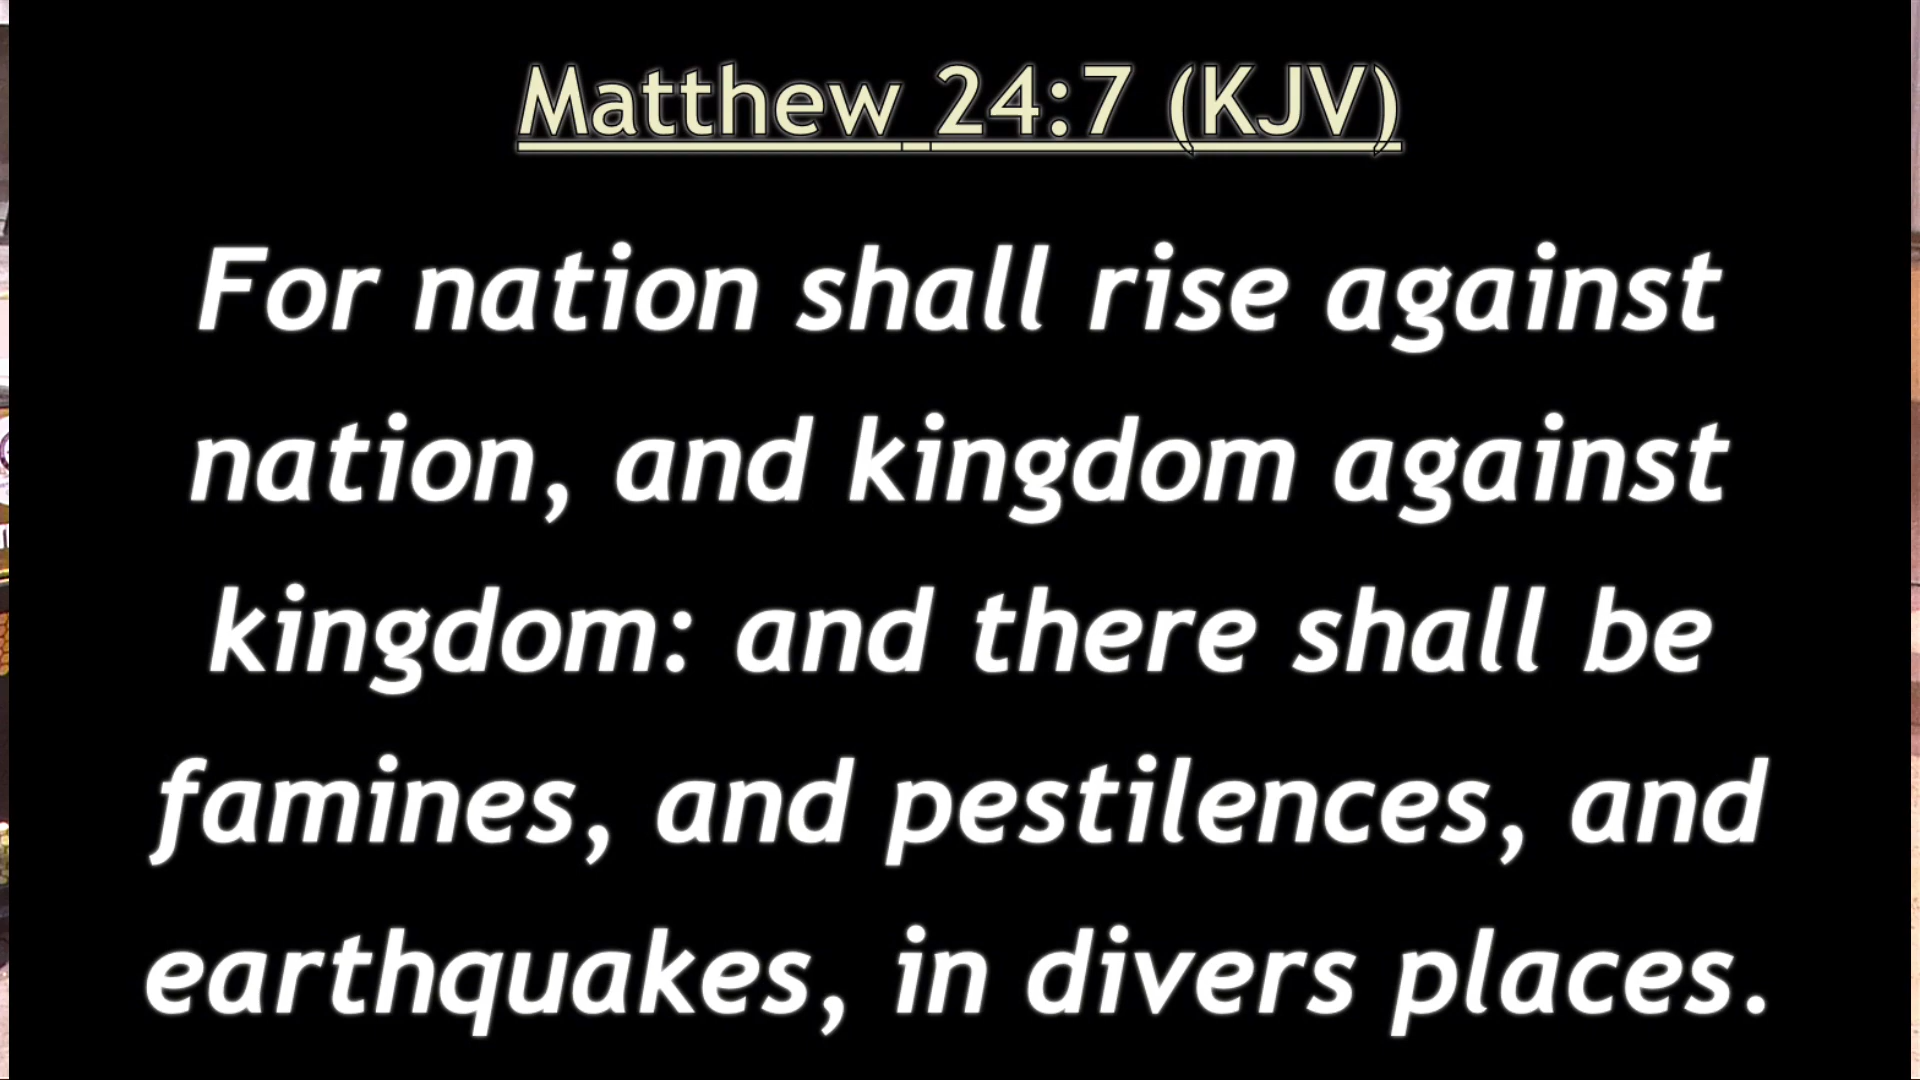 Matthew 24:7 (KJV)
For nation shall rise against
nation, and kingdom against
kingdom: and there shall be
famines, and pestilences, and
earthquakes, in divers places.